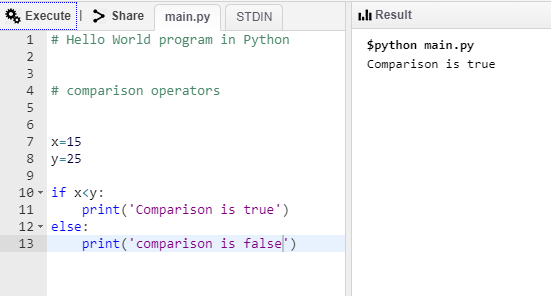 Execute | > Share main.py STDIN
1 # Hello World program in Python
2
3
4 # comparison operators
5
6
7 x=15
8 y=25
9
10 if x<y:
11 print('Comparison is true')
12 else:
13 print('comparison is false')
Result
$python main.py
Comparison is true